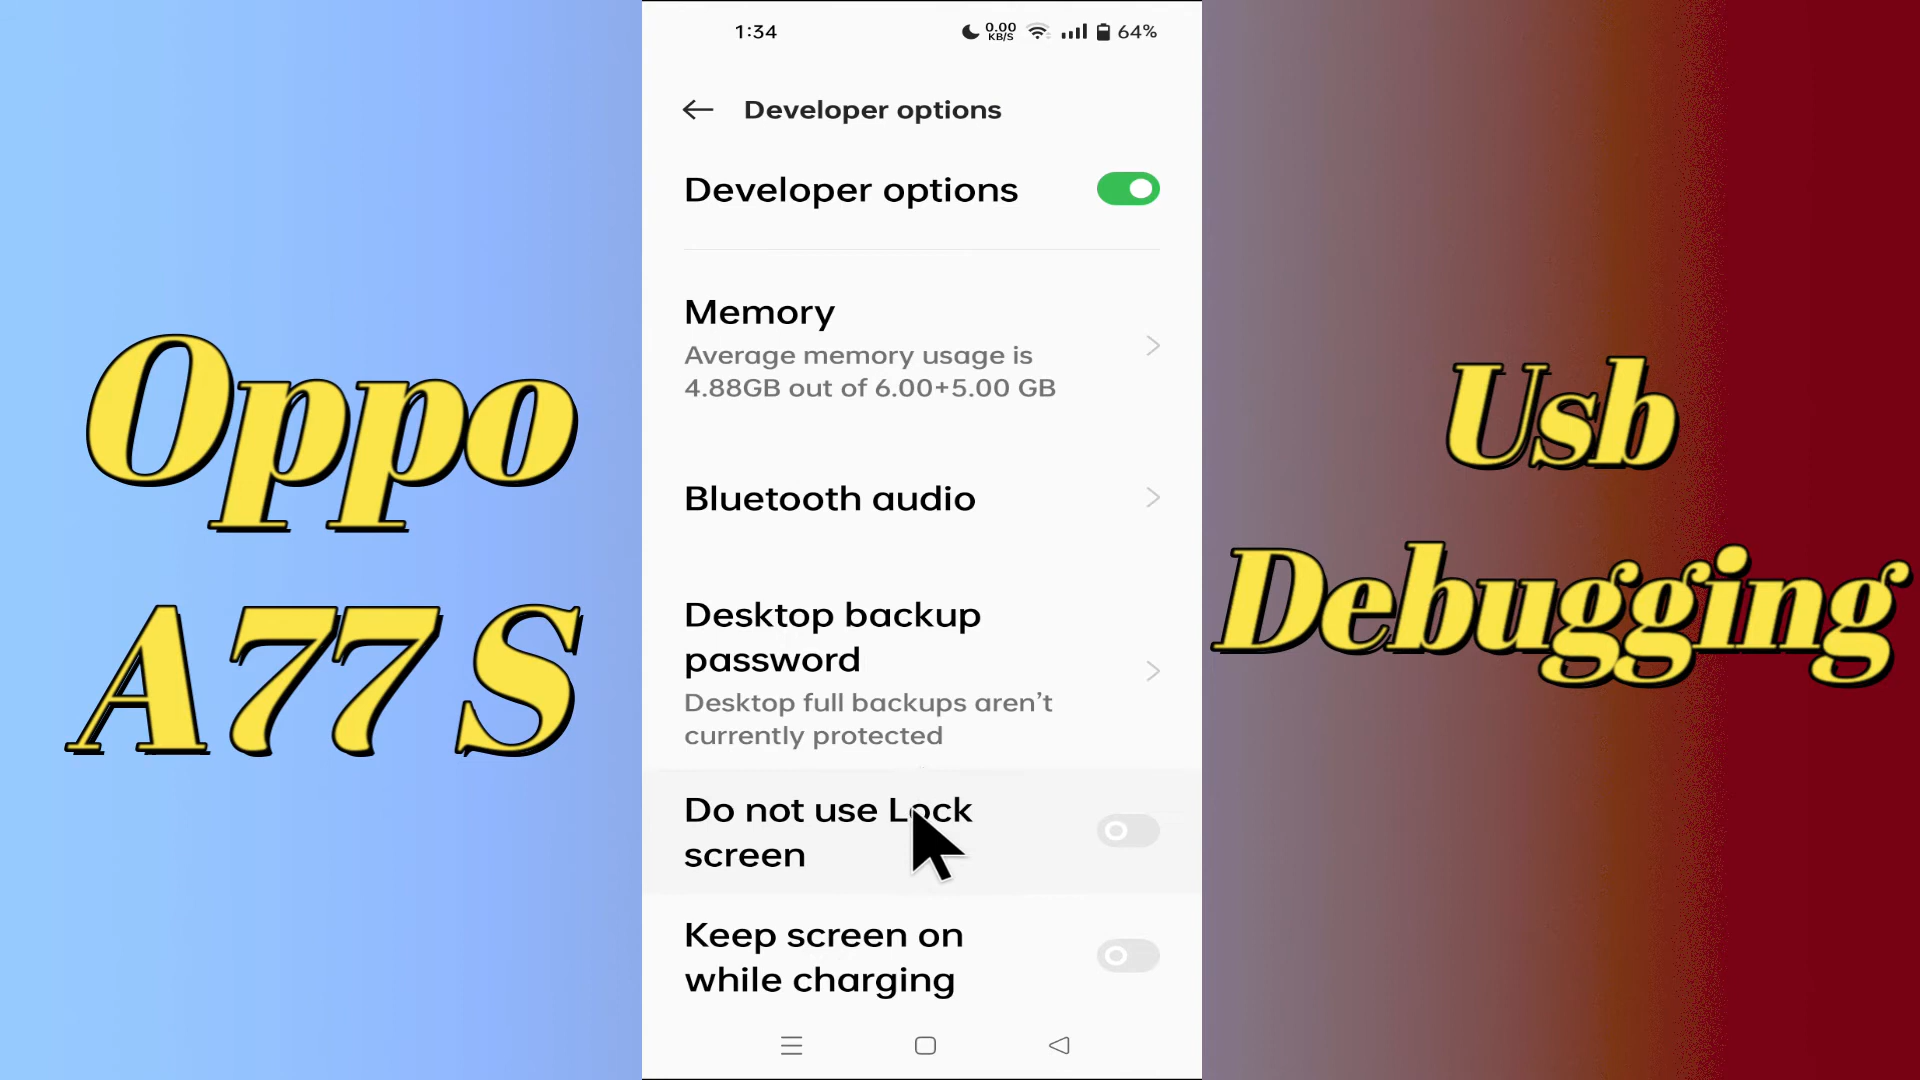 Oppo
A77 S
1:34
0.00
KB/S
64%
Developer options
Developer options
Memory
Average memory usage is
4.88GB out of 6.00+5.00 GB
Bluetooth audio
Desktop backup
password
Desktop full backups aren't
currently protected
Do not use Lock
screen
Keep screen on
while charging
Usb
Debugging